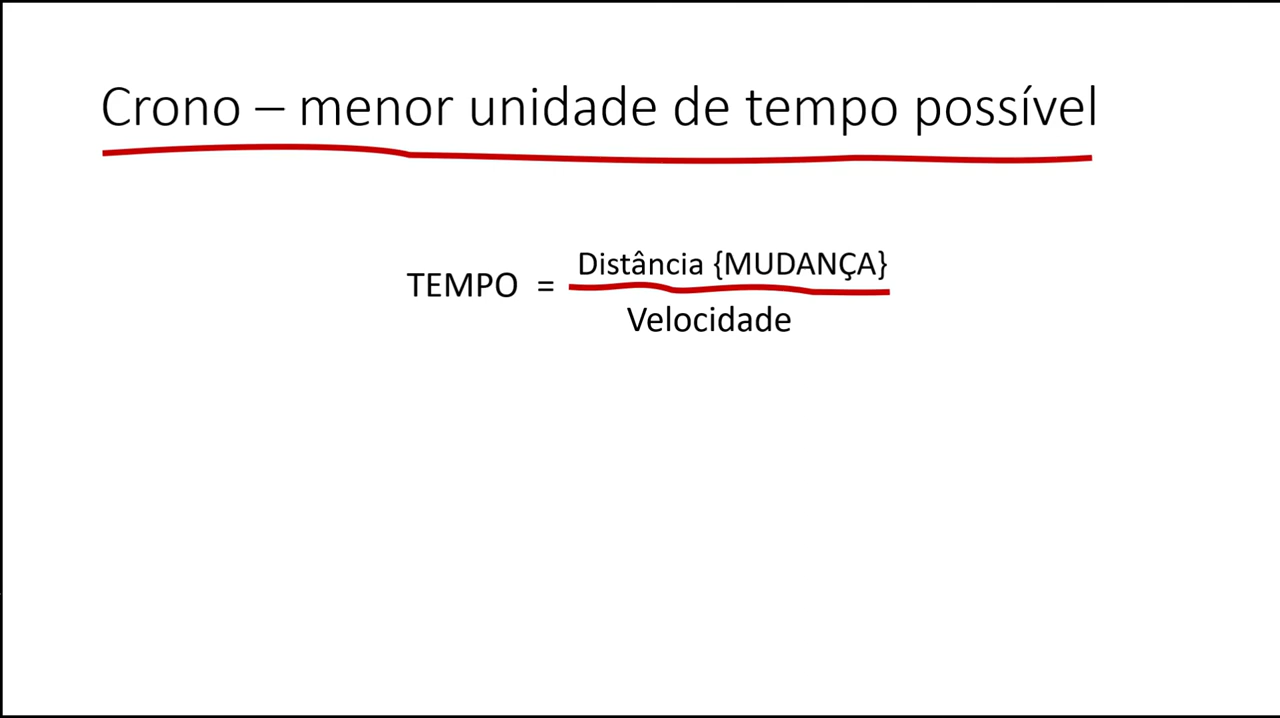 Crono – menor unidade de tempo possível
TEMPO = Distância {MUDANÇA}
Velocidade